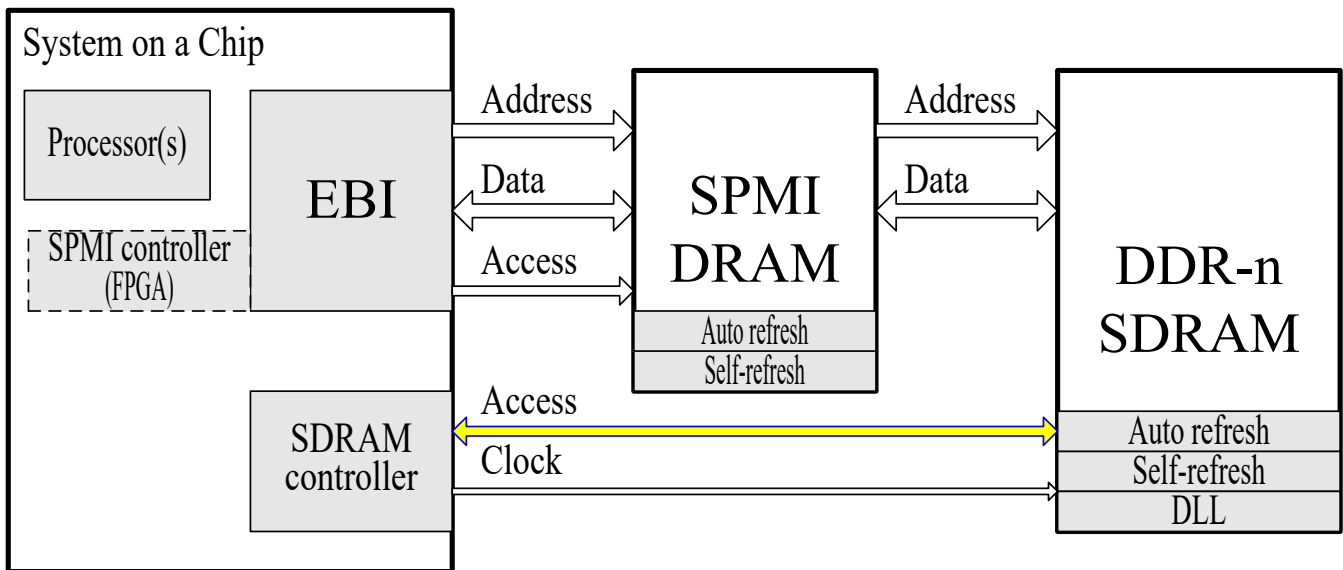 System on a Chip
Processor(s)
EBI
SPMI controller
(FPGA)
SDRAM
controller
Address
Data
Access
Access
Clock
SPMI
DRAM
Auto refresh
Self-refresh
Address
Data
DDR-n
SDRAM
Auto refresh
Self-refresh
DLL